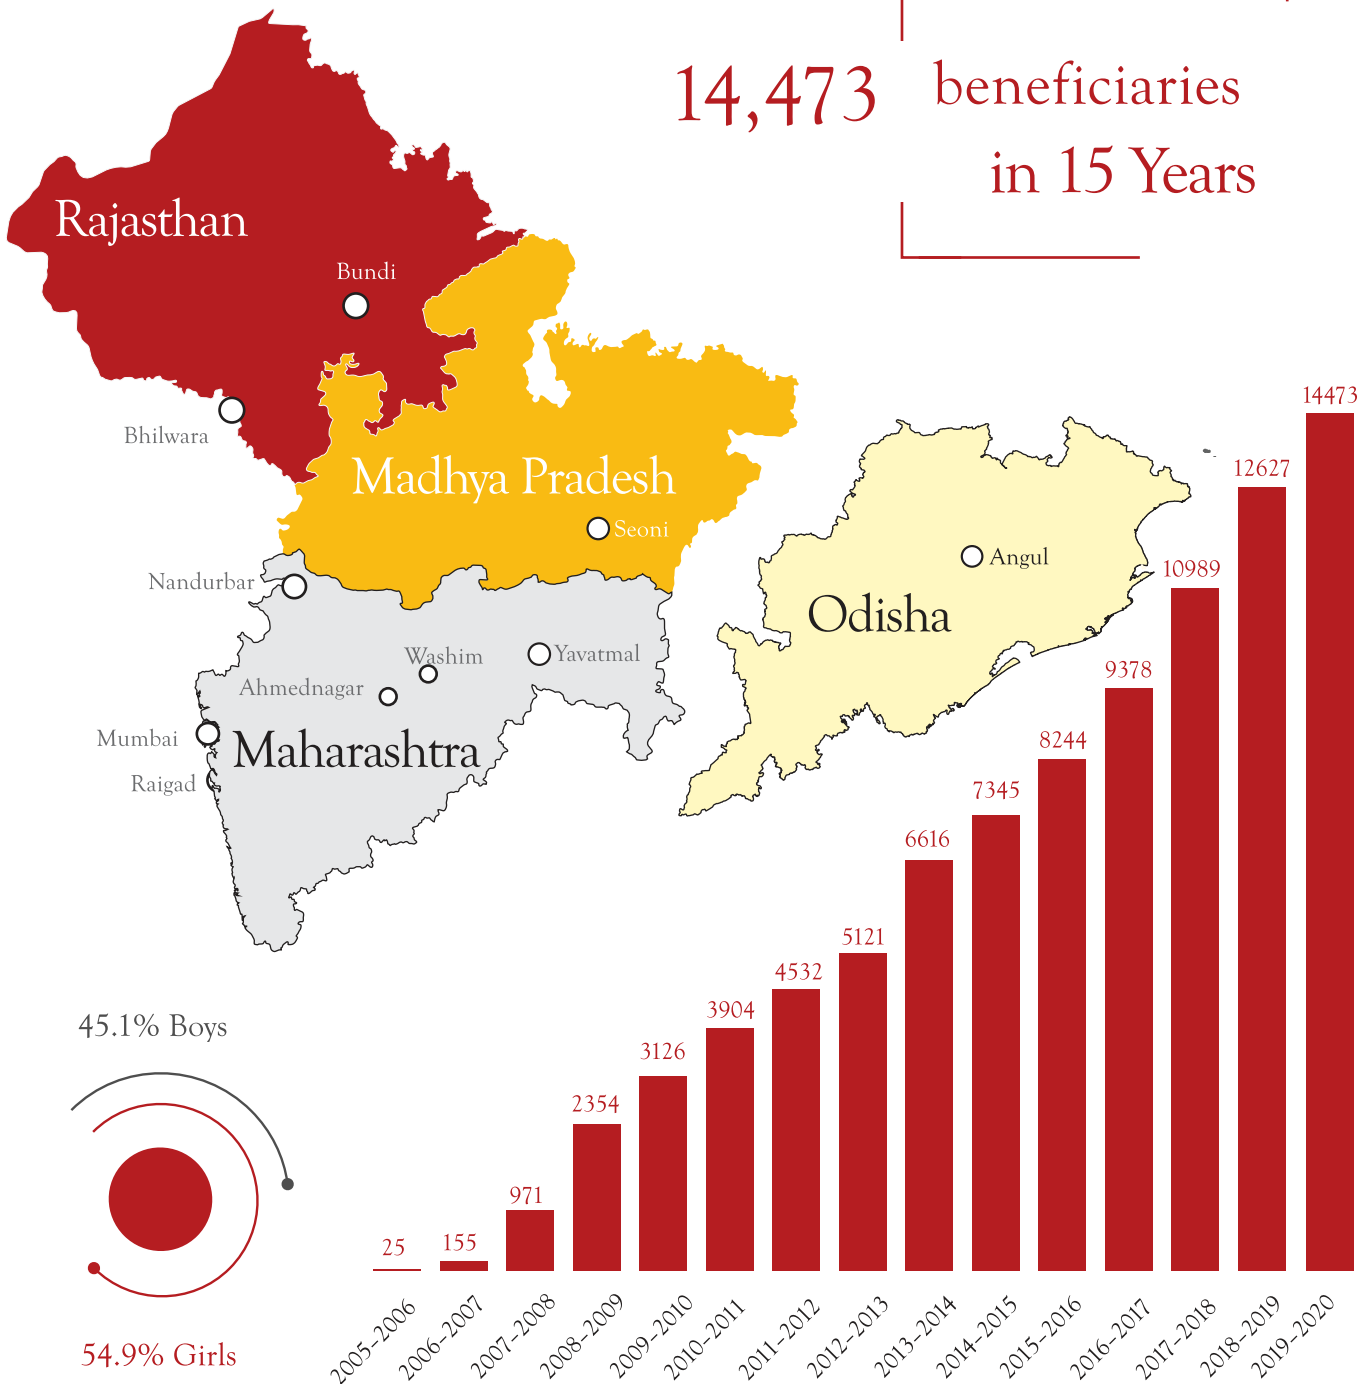 14,473
beneficiaries
in 15 Years
Rajasthan
Bundi
Bhilwara
Madhya Pradesh
Seoni
Nandurbar
Washim
Yavatmal
Ahmednagar
Mumbai
Maharashtra
Raigad
Angul
Odisha
45.1% Boys
54.9% Girls
25
155
971
2354
3126
3904
4532
5121
6616
7345
8244
9378
10989
12627
14473
2005-2006
2006-2007
2007-2008
2008-2009
2009-2010
2010-2011
2011-2012
2012-2013
2013-2014
2014-2015
2015-2016
2016-2017
2017-2018
2018-2019
2019-2020